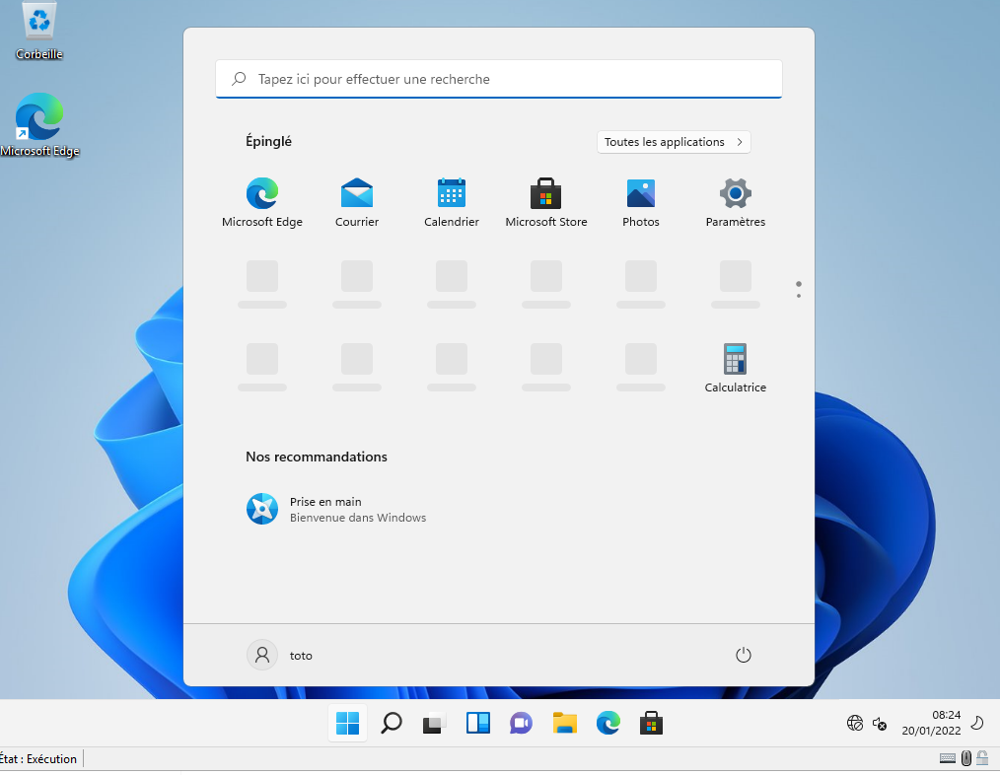 Corbeille
Microsoft Edge
Tapez ici pour effectuer une recherche
Épinglé
Toutes les applications
Microsoft Edge
Courrier
Calendrier
Microsoft Store
Photos
Paramètres
Calculatrice
Nos recommandations
Prise en main
Bienvenue dans Windows
toto
08:24
20/01/2022
État : Exécution